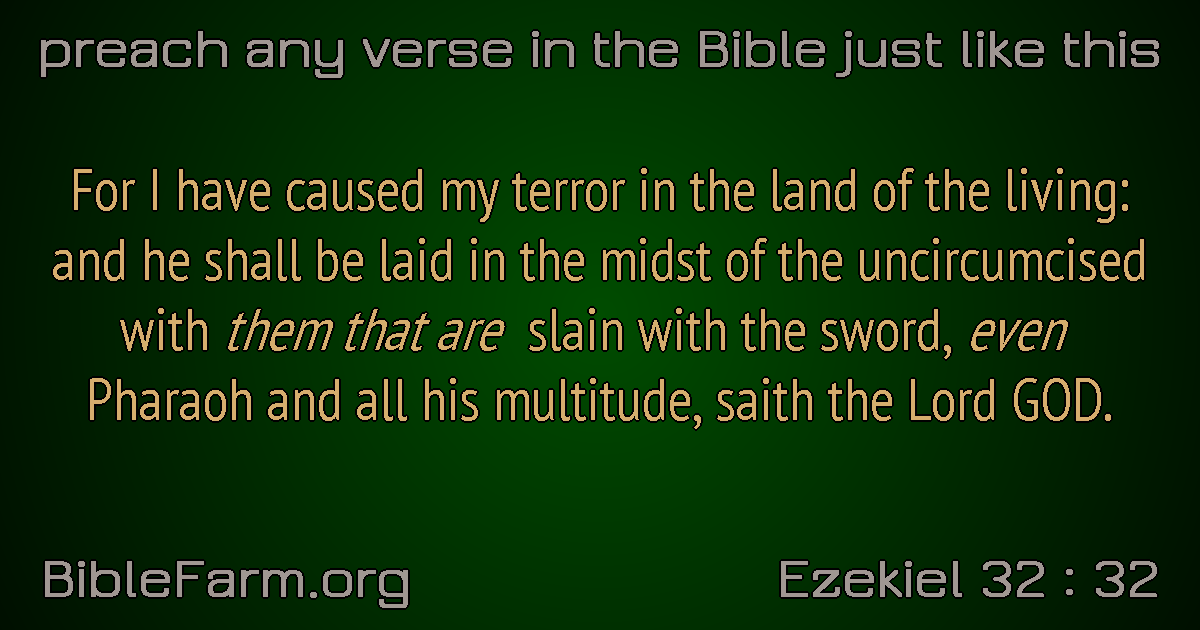 preach any verse in the Bible just like this
For I have caused my terror in the land of the living:
and he shall be laid in the midst of the uncircumcised
with them that are slain with the sword, even
Pharaoh and all his multitude, saith the Lord GOD.
BibleFarm.org
Ezekiel 32 : 32